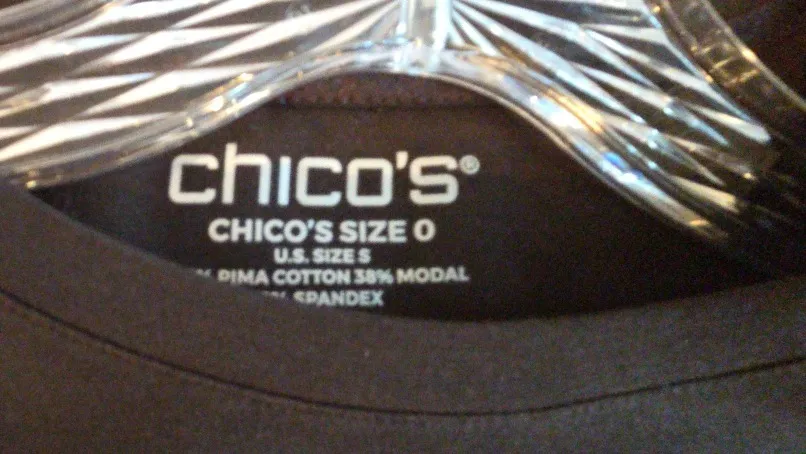 chico's®
CHICO'S SIZE 0
U.S. SIZE S
% PIMA COTTON 38% MODAL
% SPANDEX